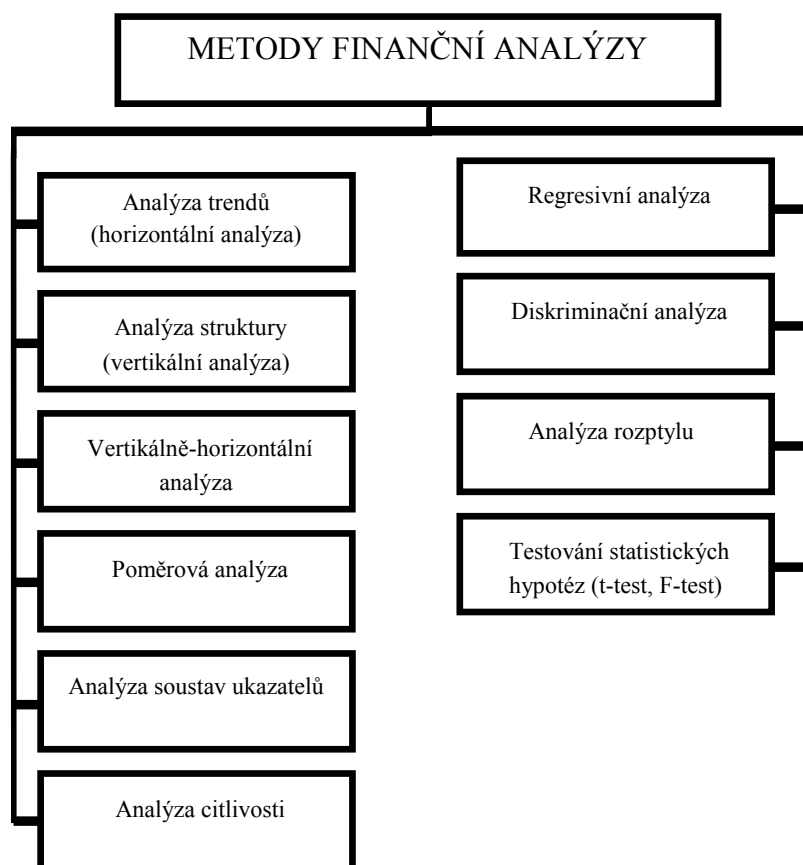 METODY FINANČNÍ ANALÝZY
Analýza trendů
(horizontální analýza)
Analýza struktury
(vertikální analýza)
Vertikálně-horizontální
analýza
Poměrová analýza
Analýza soustav ukazatelů
Analýza citlivosti
Regresivní analýza
Diskriminační analýza
Analýza rozptylu
Testování statistických
hypotéz (t-test, F-test)